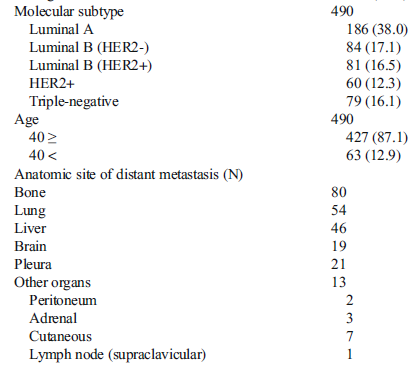 Molecular subtype 490
Luminal A 186 (38.0)
Luminal B (HER2-) 84 (17.1)
Luminal B (HER2+) 81 (16.5)
HER2+ 60 (12.3)
Triple-negative 79 (16.1)
Age 490
40 ≥ 427 (87.1)
40 < 63 (12.9)
Anatomic site of distant metastasis (N)
Bone 80
Lung 54
Liver 46
Brain 19
Pleura 21
Other organs 13
Peritoneum 2
Adrenal 3
Cutaneous 7
Lymph node (supraclavicular) 1